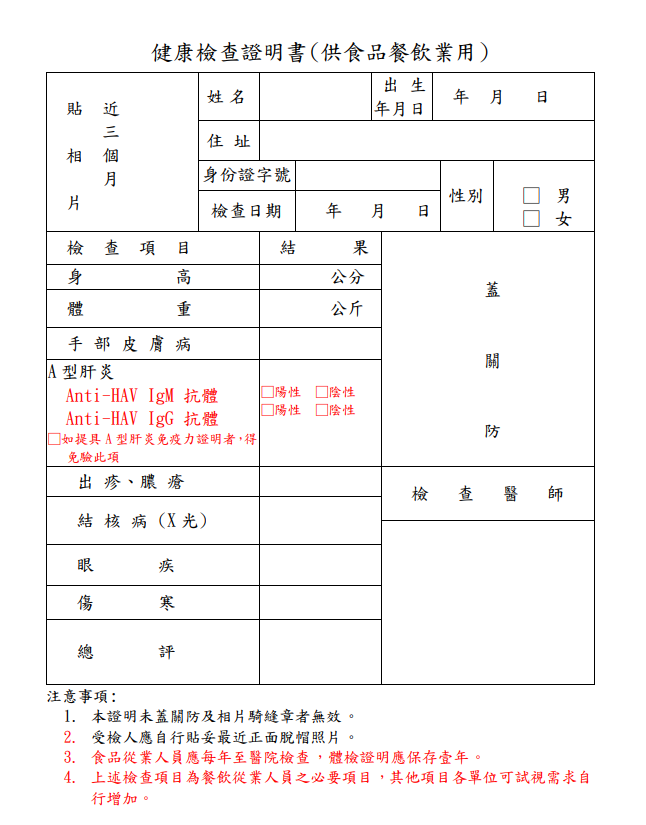 健康檢查證明書(供食品餐飲業用)
貼相片
近三個月
姓名
出生
年月日
年 月 日
住址
身份證字號
檢查日期
年 月 日
性別
□ 男
□ 女
檢查項目
結果
身高
公分
體重
公斤
手部皮膚病
A型肝炎
Anti-HAV IgM 抗體
□陽性 □陰性
Anti-HAV IgG 抗體
□陽性 □陰性
□如提具A型肝炎免疫力證明者,得
免驗此項
蓋關防
出疹、膿瘡
檢查醫師
結核病(X光)
眼疾
傷寒
總評
注意事項:
1. 本證明未蓋關防及相片騎縫章者無效。
2. 受檢人應自行貼妥最近正面脫帽照片。
3. 食品從業人員應每年至醫院檢查,體檢證明應保存壹年。
4. 上述檢查項目為餐飲從業人員之必要項目,其他項目各單位可試視需求自
行增加。